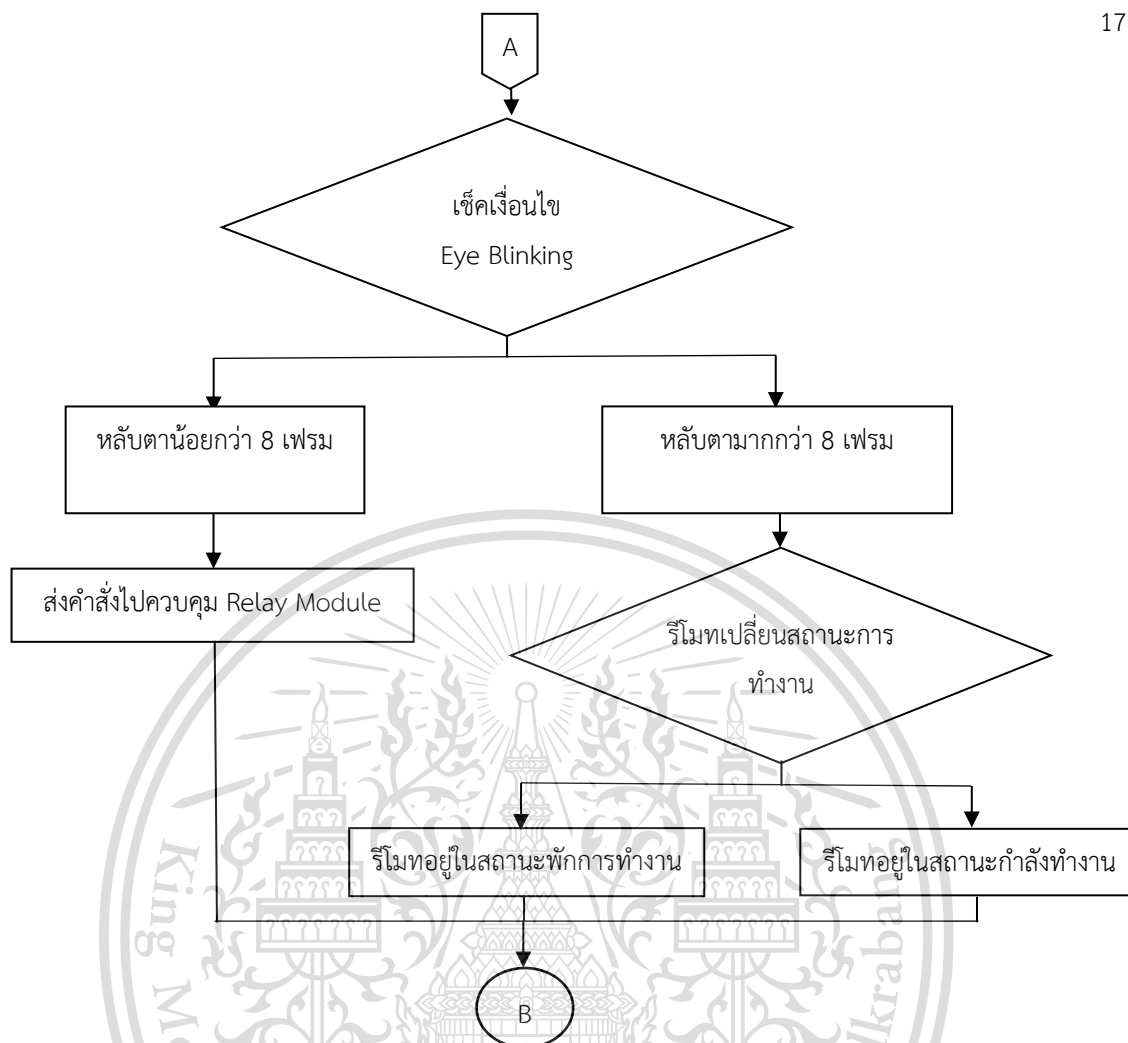 17
A
เช็คเงื่อนไข
Eye Blinking
หลับตาน้อยกว่า 8 เฟรม
หลับตามากกว่า 8 เฟรม
ส่งคำสั่งไปควบคุม Relay Module
รีโมทเปลี่ยนสถานะการ
ทำงาน
รีโมทอยู่ในสถานะพักการทำงาน
รีโมทอยู่ในสถานะกำลังทำงาน
B
King Mo
dkrabang